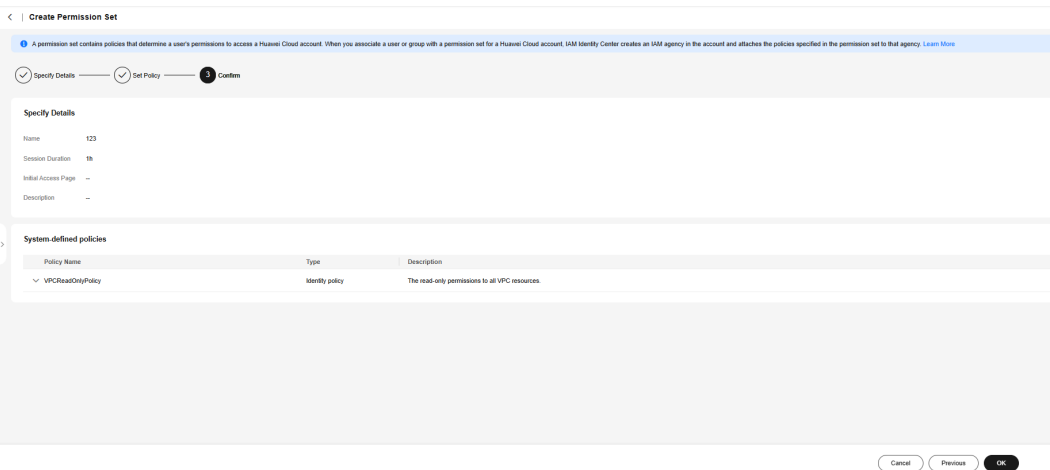 Create Permission Set
A permission set contains policies that determine a user's permissions to access a Huawei Cloud account. When you associate a user or group with a permission set for a Huawei Cloud account, IAM Identity Center creates an IAM agency in the account and attaches the policies specified in the permission set to that agency. Learn More
Specify Details Set Policy 3 Confirm
Specify Details
Name 123
Session Duration 1h
Initial Access Page --
Description --
System-defined policies
Policy Name Type Description
VPCReadOnlyPolicy Identity policy The read-only permissions to all VPC resources.
Cancel Previous OK